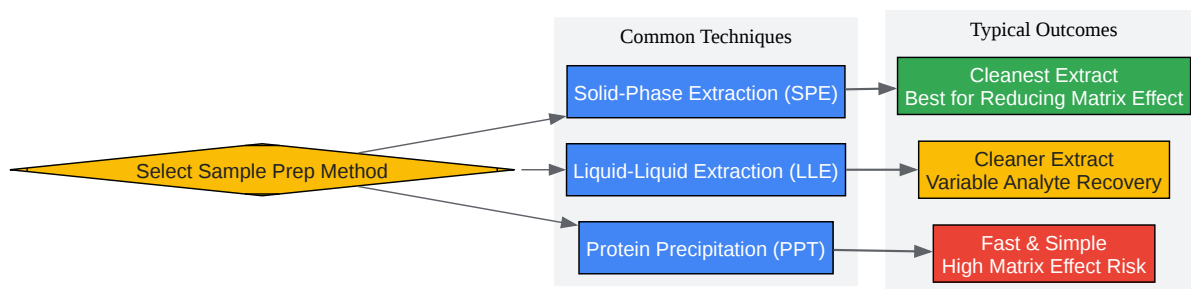 Common Techniques
Typical Outcomes
Select Sample Prep Method
Solid-Phase Extraction (SPE)
Cleanest Extract
Best for Reducing Matrix Effect
Liquid-Liquid Extraction (LLE)
Cleaner Extract
Variable Analyte Recovery
Protein Precipitation (PPT)
Fast & Simple
High Matrix Effect Risk